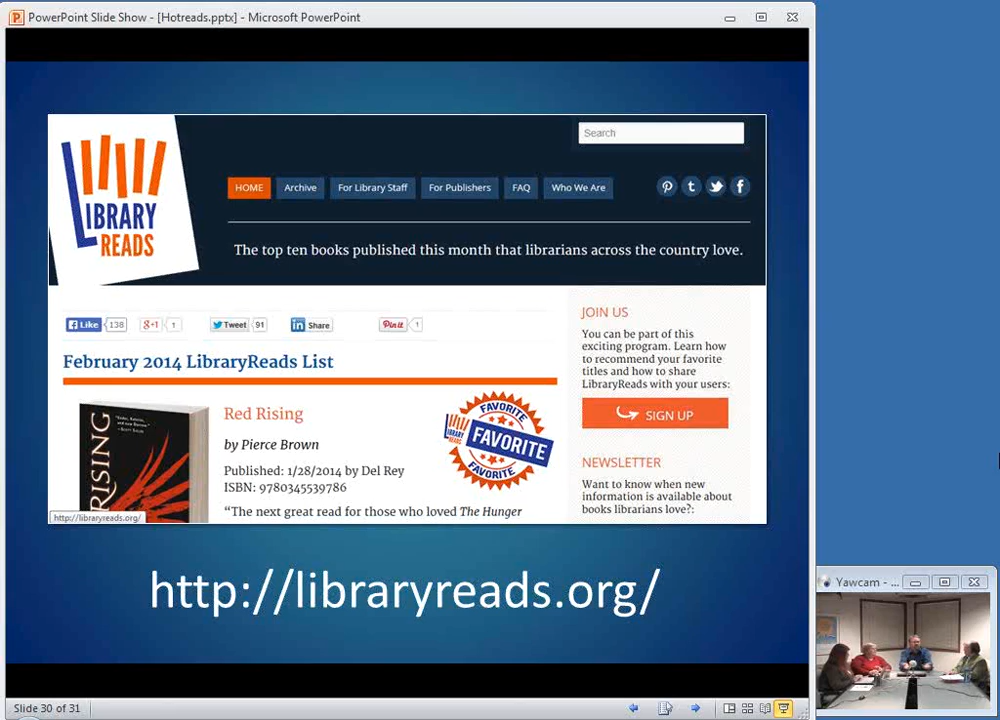 PowerPoint Slide Show - [Hotreads.pptx] - Microsoft PowerPoint
Search
LIBRARY
READS
HOME
Archive
For Library Staff
For Publishers
FAQ
Who We Are
The top ten books published this month that librarians across the country love.
Like
138
g+1
1
Tweet
91
in Share
Pin it
1
February 2014 LibraryReads List
RISING
Red Rising
by Pierce Brown
Published: 1/28/2014 by Del Rey
ISBN: 9780345539786
“The next great read for those who loved The Hunger
FAVORITE
LIBRARY READS
FAVORITE
FAVORITE
JOIN US
You can be part of this
exciting program. Learn how
to recommend your favorite
titles and how to share
LibraryReads with your users:
SIGN UP
NEWSLETTER
Want to know when new
information is available about
books librarians love?:
http://libraryreads.org/
http://libraryreads.org/
Slide 30 of 31
Yawcam - ...